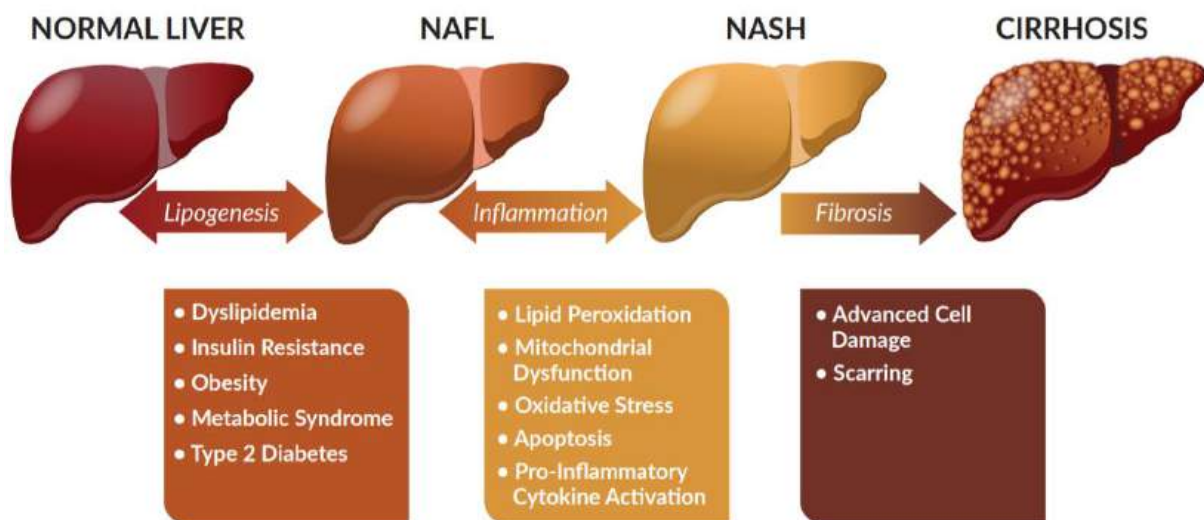 NORMAL LIVER
NAFL
NASH
CIRRHOSIS
Lipogenesis
Inflammation
Fibrosis
• Dyslipidemia
• Insulin Resistance
• Obesity
• Metabolic Syndrome
• Type 2 Diabetes
• Lipid Peroxidation
• Mitochondrial
Dysfunction
• Oxidative Stress
• Apoptosis
• Pro-Inflammatory
Cytokine Activation
• Advanced Cell
Damage
• Scarring